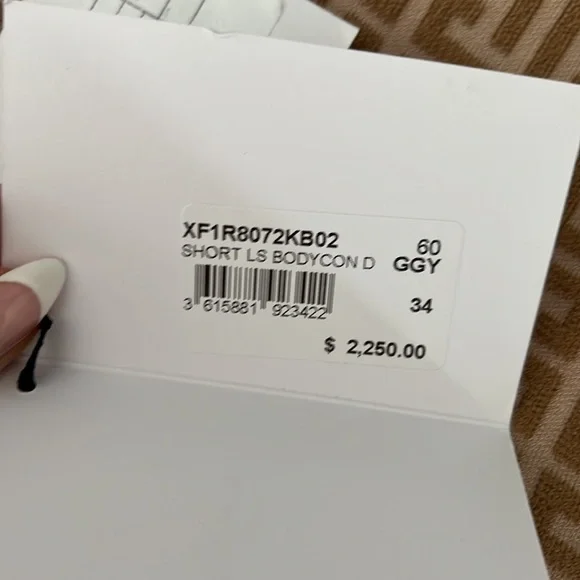 XF1R8072KB02 60
SHORT LS BODYCON D GGY
3 615881 923422 34
$ 2,250.00